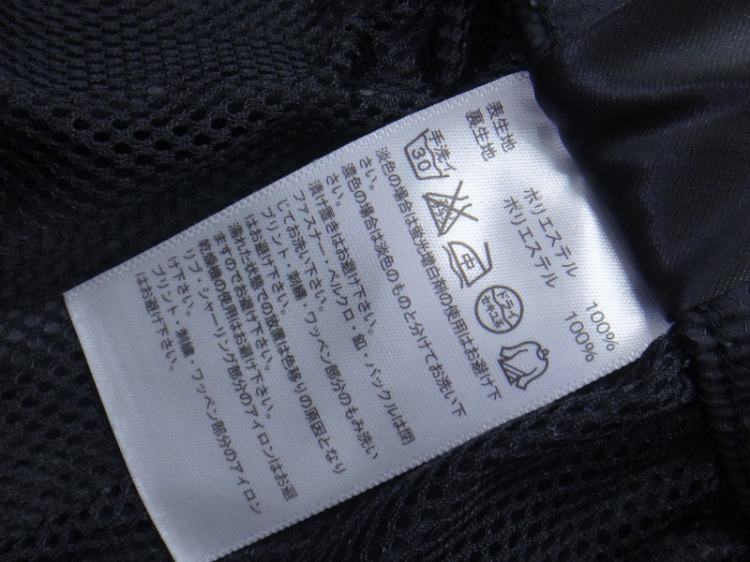 表生地 ポリエステル 100%
裏生地 ポリエステル 100%
手洗イ
30
中
ドライ
セキユ系
淡色の場合は蛍光増白剤の使用はお避け下
さい。
濃色の場合は淡色のものと分けてお洗い下
さい。
漬け置きはお避け下さい。
ファスナー・ベルクロ・釦・バックルは閉
じてお洗い下さい。
プリント・刺繍・ワッペン部分のもみ洗い
はお避け下さい。
濡れた状態での放置は色移りの原因となり
ますのでお避け下さい。
乾燥機の使用はお避け下さい。
リブ・シャーリング部分のアイロンはお避
け下さい。
プリント・刺繍・ワッペン部分のアイロン
はお避け下さい。